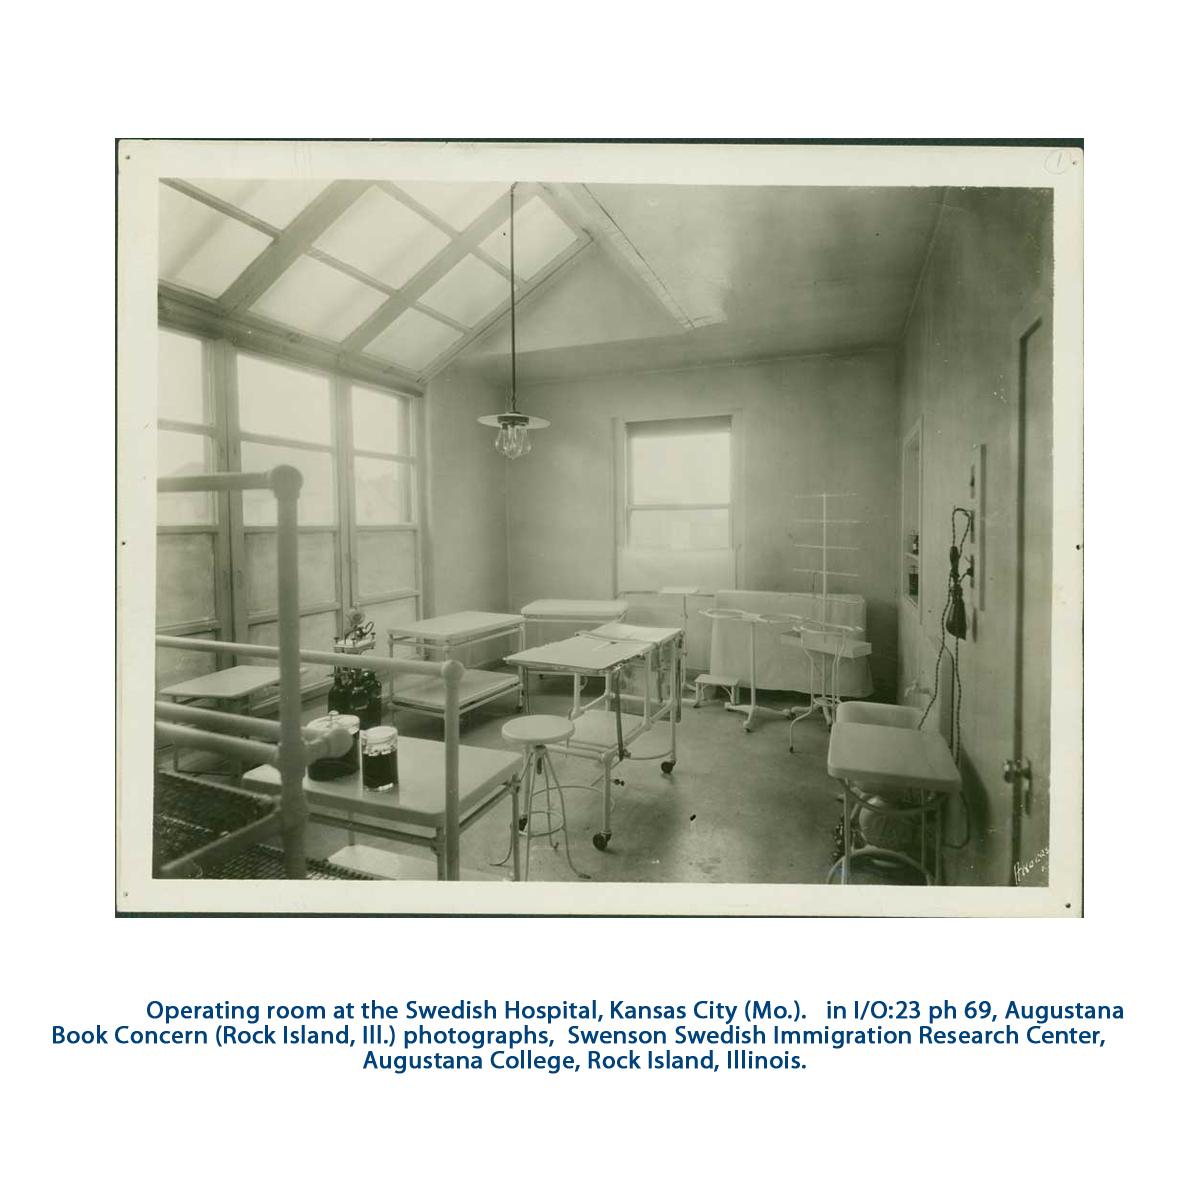 1
Operating room at the Swedish Hospital, Kansas City (Mo.).   in I/O:23 ph 69, Augustana
Book Concern (Rock Island, Ill.) photographs,  Swenson Swedish Immigration Research Center,
Augustana College, Rock Island, Illinois.